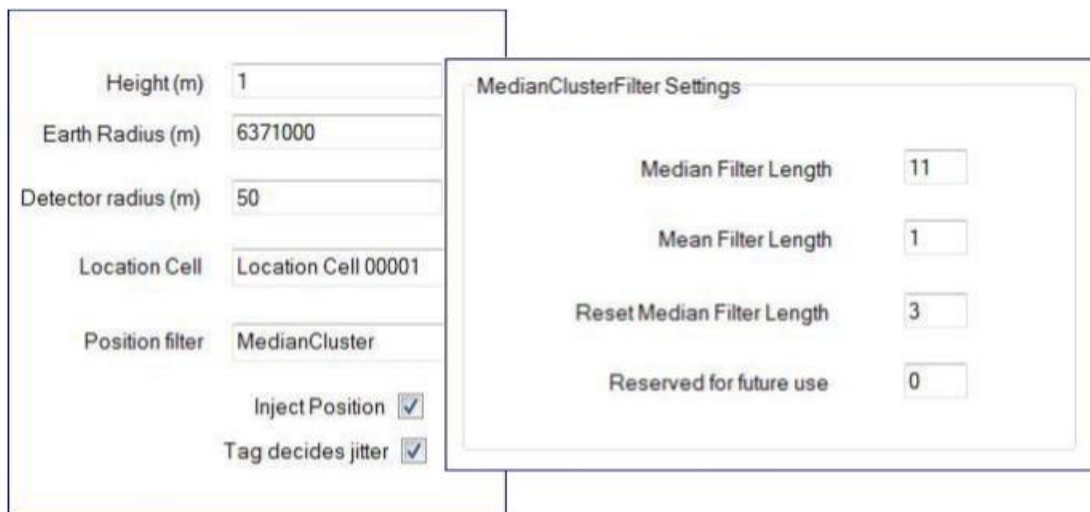 Height (m) 1
Earth Radius (m) 6371000
Detector radius (m) 50
Location Cell Location Cell 00001
Position filter MedianCluster
Inject Position
Tag decides jitter
MedianClusterFilter Settings
Median Filter Length 11
Mean Filter Length 1
Reset Median Filter Length 3
Reserved for future use 0